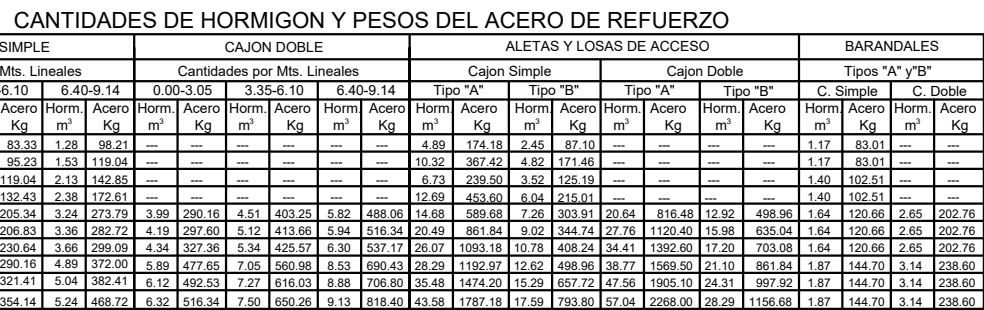 CANTIDADES DE HORMIGON Y PESOS DEL ACERO DE REFUERZO
SIMPLE CAJON DOBLE ALETAS Y LOSAS DE ACCESO BARANDALES
Mts. Lineales Cantidades por Mts. Lineales Cajon Simple Cajon Doble Tipos "A" y"B"
-6.10 6.40-9.14 0.00-3.05 3.35-6.10 6.40-9.14 Tipo "A" Tipo "B" Tipo "A" Tipo "B" C. Simple C. Doble
Acero Horm. Acero Horm. Acero Horm. Acero Horm. Acero Horm. Acero Horm. Acero Horm. Acero Horm. Acero Horm. Acero Horm. Acero
Kg m³ Kg m³ Kg m³ Kg m³ Kg m³ Kg m³ Kg m³ Kg m³ Kg m³ Kg m³ Kg
83.33 1.28 98.21 --- --- --- --- --- --- 4.89 174.18 2.45 87.10 --- --- --- --- 1.17 83.01 --- ---
95.23 1.53 119.04 --- --- --- --- --- --- 10.32 367.42 4.82 171.46 --- --- --- --- 1.17 83.01 --- ---
119.04 2.13 142.85 --- --- --- --- --- --- 6.73 239.50 3.52 125.19 --- --- --- --- 1.40 102.51 --- ---
132.43 2.38 172.61 --- --- --- --- --- --- 12.69 453.60 6.04 215.01 --- --- --- --- 1.40 102.51 --- ---
205.34 3.24 273.79 3.99 290.16 4.51 403.25 5.82 488.06 14.68 589.68 7.26 303.91 20.64 816.48 12.92 498.96 1.64 120.66 2.65 202.76
206.83 3.36 282.72 4.19 297.60 5.12 413.66 5.94 516.34 20.49 861.84 9.02 344.74 27.76 1120.40 15.98 635.04 1.64 120.66 2.65 202.76
230.64 3.66 299.09 4.34 327.36 5.34 425.57 6.30 537.17 26.07 1093.18 10.78 408.24 34.41 1392.60 17.20 703.08 1.64 120.66 2.65 202.76
290.16 4.89 372.00 5.89 477.65 7.05 560.98 8.53 690.43 28.29 1192.97 12.62 498.96 38.77 1569.50 21.10 861.84 1.87 144.70 3.14 238.60
321.41 5.04 382.41 6.12 492.53 7.27 616.03 8.88 706.80 35.48 1474.20 15.29 657.72 47.56 1905.10 24.31 997.92 1.87 144.70 3.14 238.60
354.14 5.24 468.72 6.32 516.34 7.50 650.26 9.13 818.40 43.58 1787.18 17.59 793.80 57.04 2268.00 28.29 1156.68 1.87 144.70 3.14 238.60